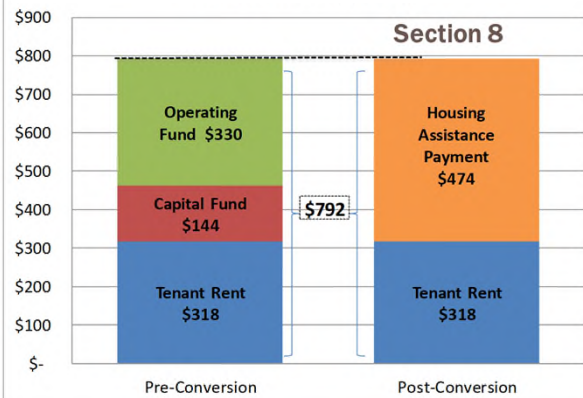 $900
Section 8
$800
$700
$600
$500
$400
$300
$200
$100
$-
Operating
Fund $330
Capital Fund
$144
Tenant Rent
$318
$792
Housing
Assistance
Payment
$474
Tenant Rent
$318
Pre-Conversion
Post-Conversion